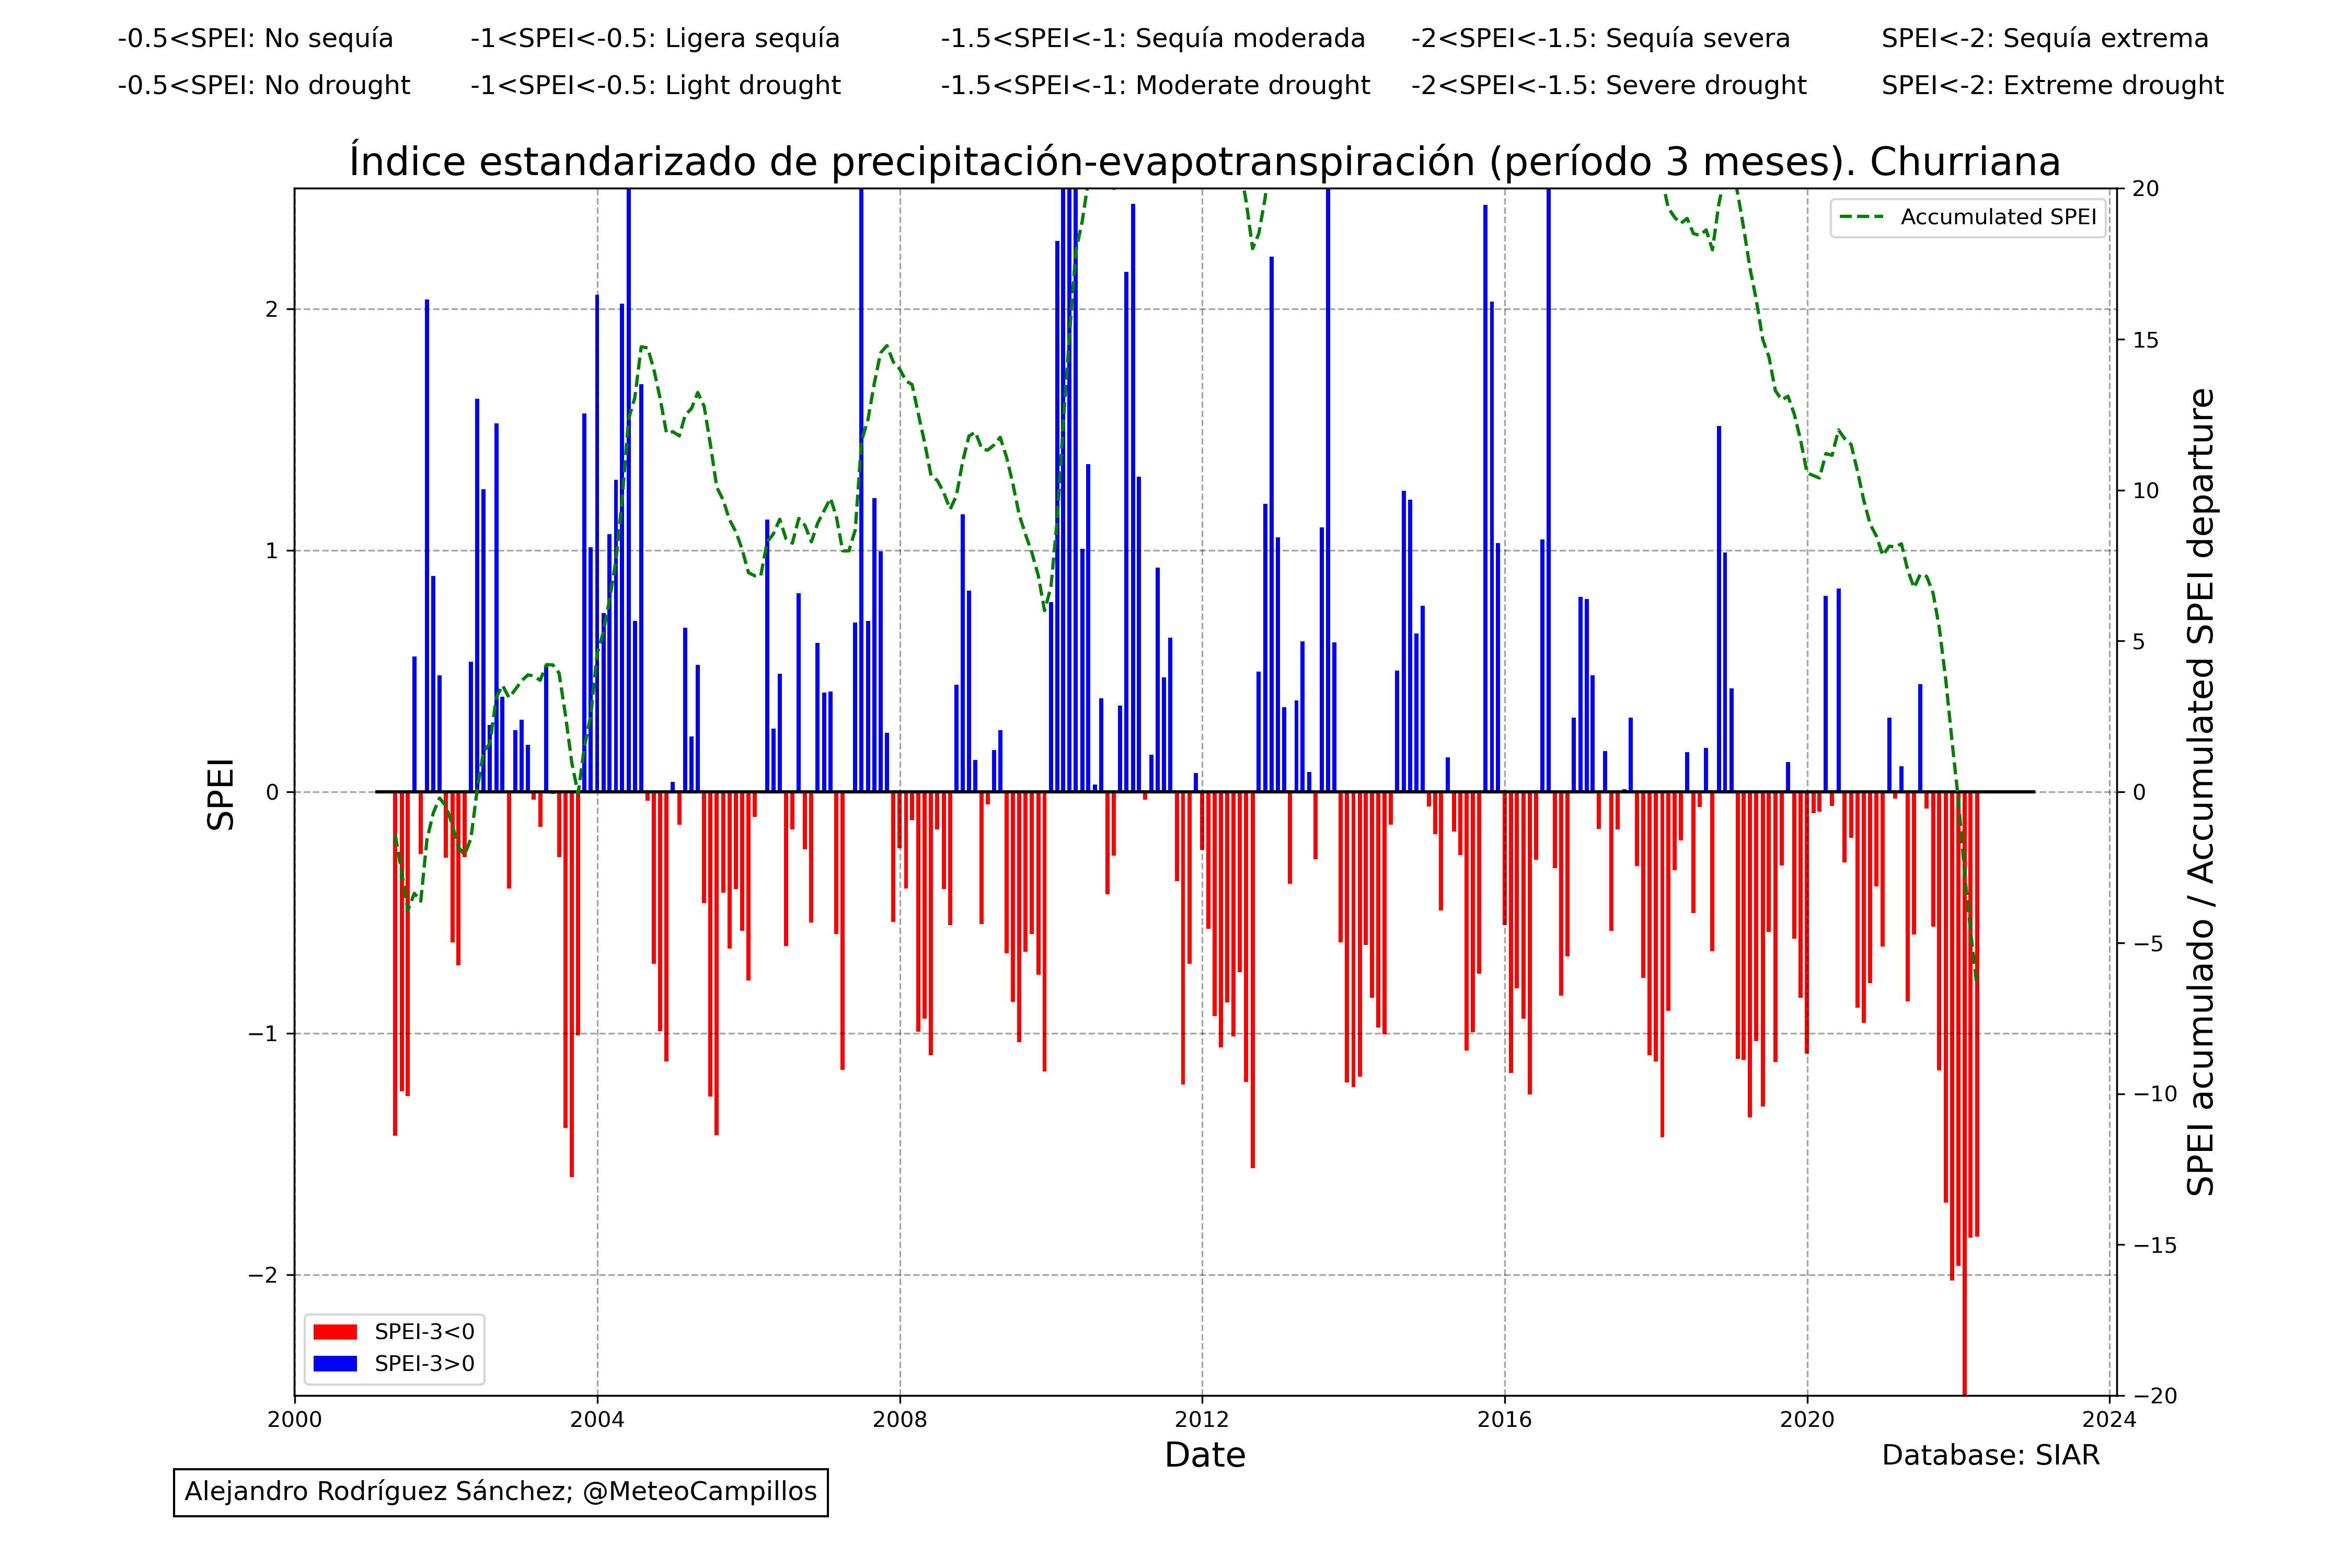 -0.5<SPEI: No sequía -1<SPEI<-0.5: Ligera sequía -1.5<SPEI<-1: Sequía moderada -2<SPEI<-1.5: Sequía severa SPEI<-2: Sequía extrema
-0.5<SPEI: No drought -1<SPEI<-0.5: Light drought -1.5<SPEI<-1: Moderate drought -2<SPEI<-1.5: Severe drought SPEI<-2: Extreme drought
Índice estandarizado de precipitación-evapotranspiración (período 3 meses). Churriana
SPEI
2
1
0
−1
−2
Accumulated SPEI
SPEI-3<0
SPEI-3>0
20
15
10
5
0
−5
−10
−15
−20
SPEI acumulado / Accumulated SPEI departure
2000 2004 2008 2012 2016 2020 2024
Date
Database: SIAR
Alejandro Rodríguez Sánchez; @MeteoCampillos